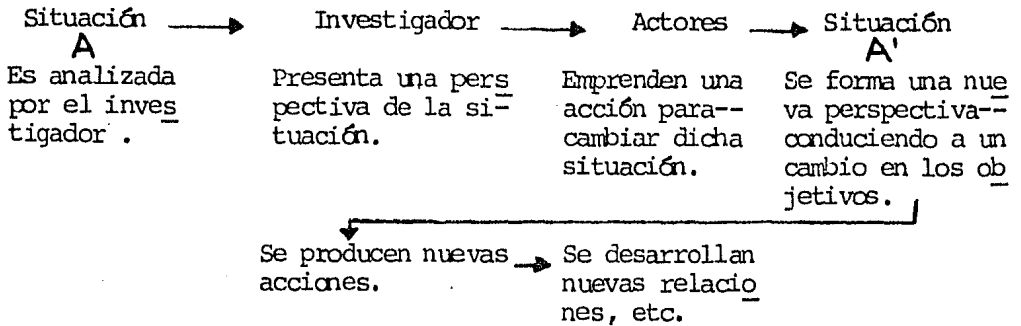 Situación Investigador Actores Situación
A A'
Es analizada
por el inves
tigador .
Presenta una pers
pectiva de la si-
tuación.
Emprenden una
acción para--
cambiar dicha
situación.
Se forma una nue
va perspectiva--
conduciendo a un
cambio en los ob
jetivos.
Se producen nuevas
acciones.
Se desarrollan
nuevas relacio
nes, etc.